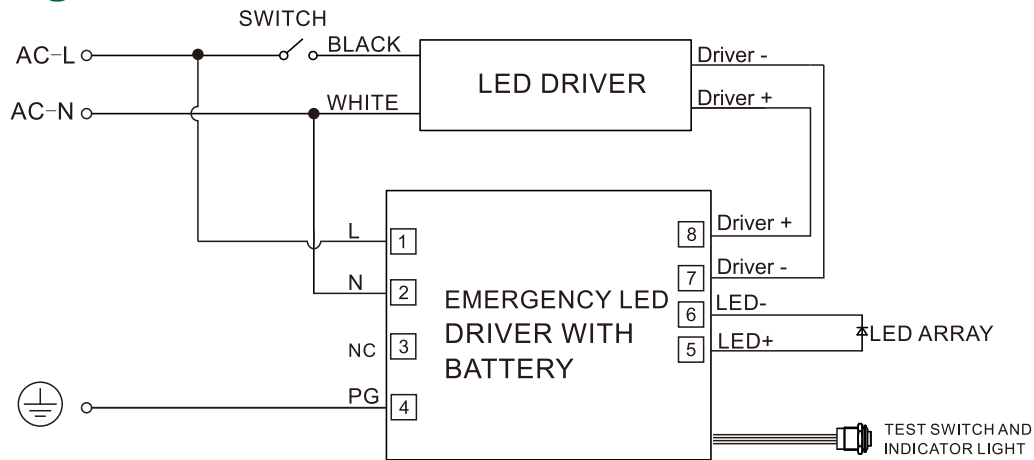 SWITCH
AC-L
BLACK
LED DRIVER
Driver -
AC-N
WHITE
Driver +
L
1
8
Driver +
N
2
7
Driver -
EMERGENCY LED
DRIVER WITH
BATTERY
6
LED-
NC
3
5
LED+
LED ARRAY
PG
4
TEST SWITCH AND
INDICATOR LIGHT